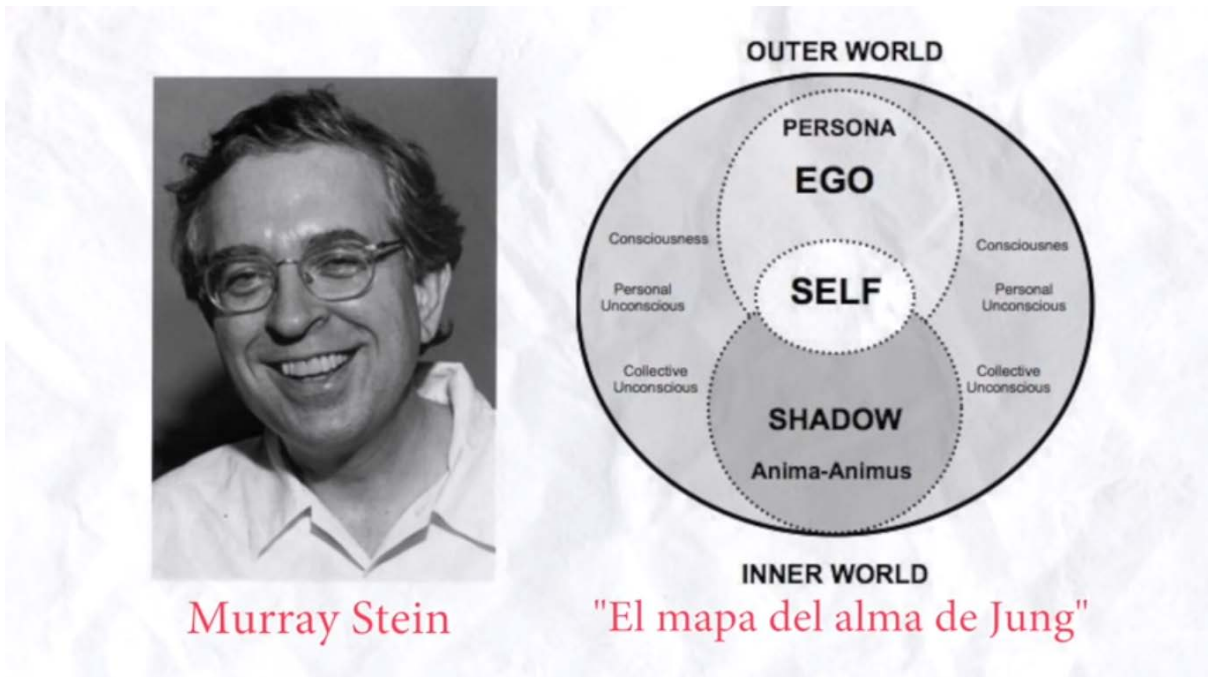 OUTER WORLD
PERSONA
EGO
Consciousness
Consciousnes
SELF
Personal
Unconscious
Personal
Unconscious
Collective
Unconscious
Collective
Unconscious
SHADOW
Anima-Animus
INNER WORLD
Murray Stein
"El mapa del alma de Jung"